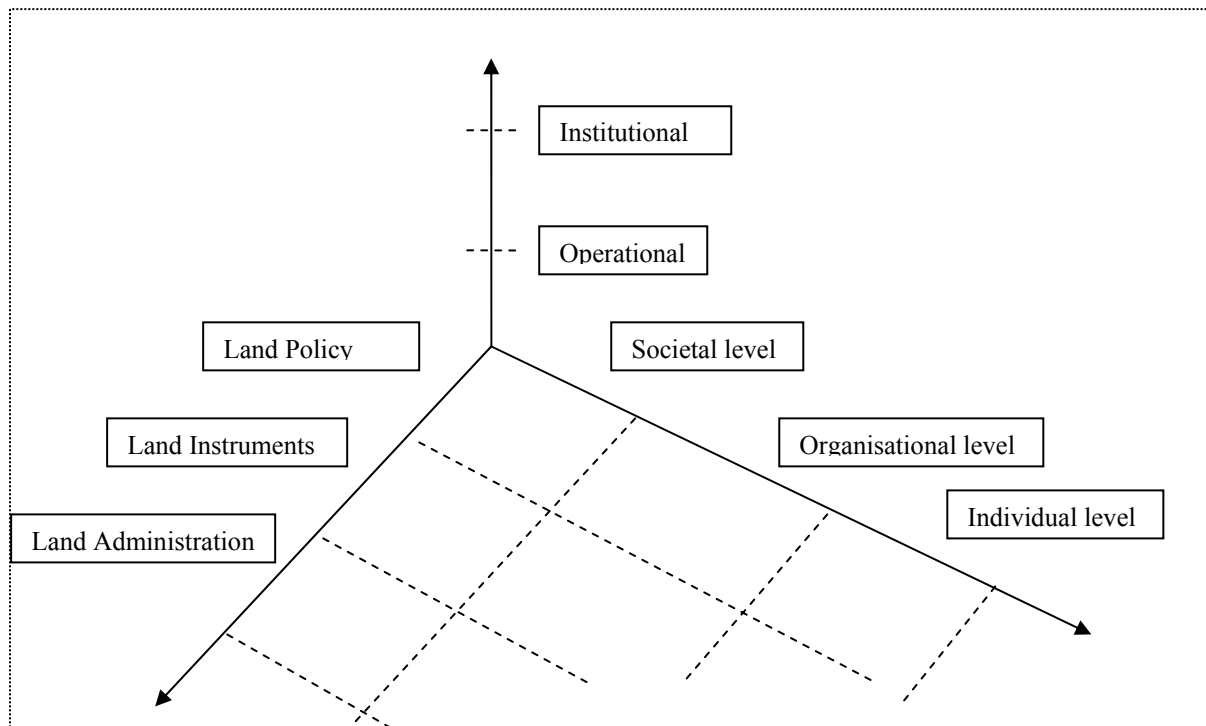 Institutional
Operational
Land Policy
Societal level
Land Instruments
Organisational level
Individual level
Land Administration